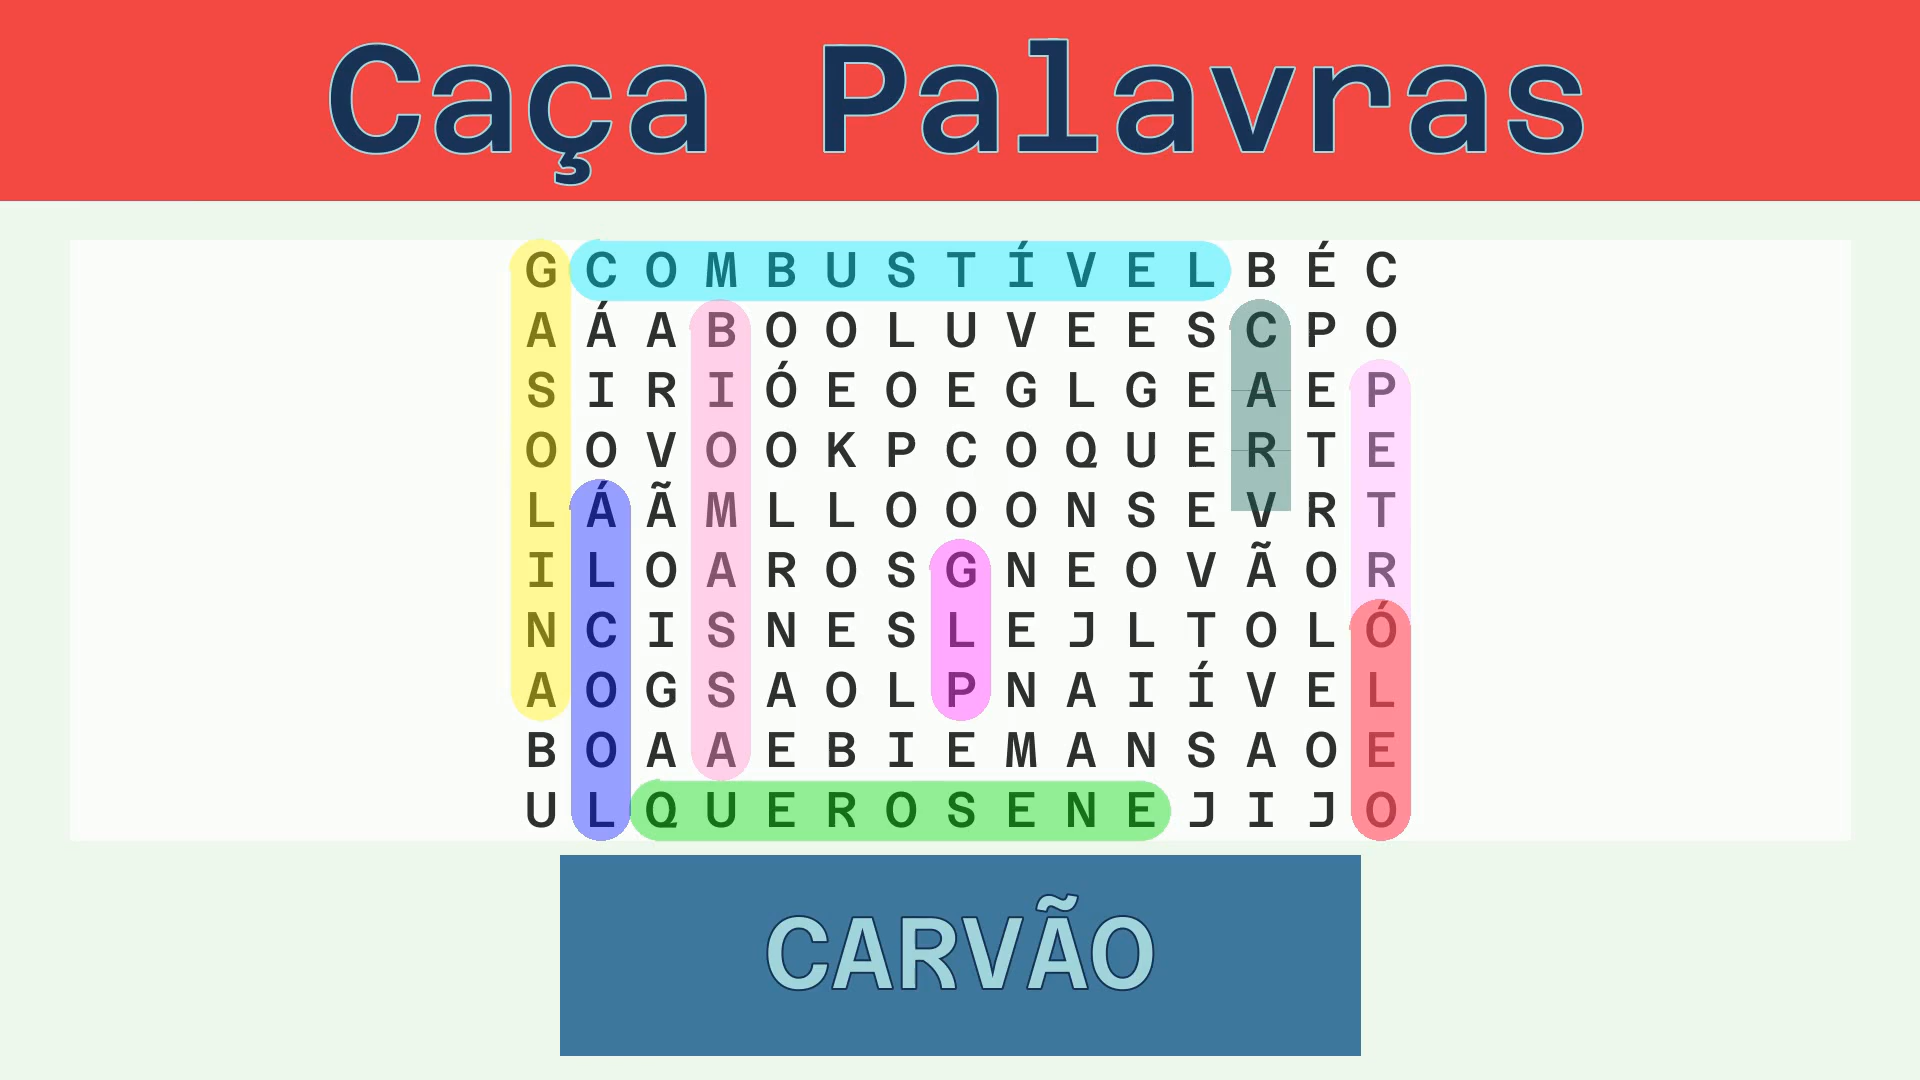 Caça Palavras
G C O M B U S T Í V E L B É C
A Á A B O O L U V E E S C P O
S I R I Ó E O E G L G E A E P
O O V O O K P C O Q U E R T E
L Á Ã M L L O O O N S E V R T
I L O A R O S G N E O V Ã O R
N C I S N E S L E J L T O L Ó
A O G S A O L P N A I Í V E L
B O A A E B I E M A N S A O E
U L Q U E R O S E N E J I J O
CARVÃO